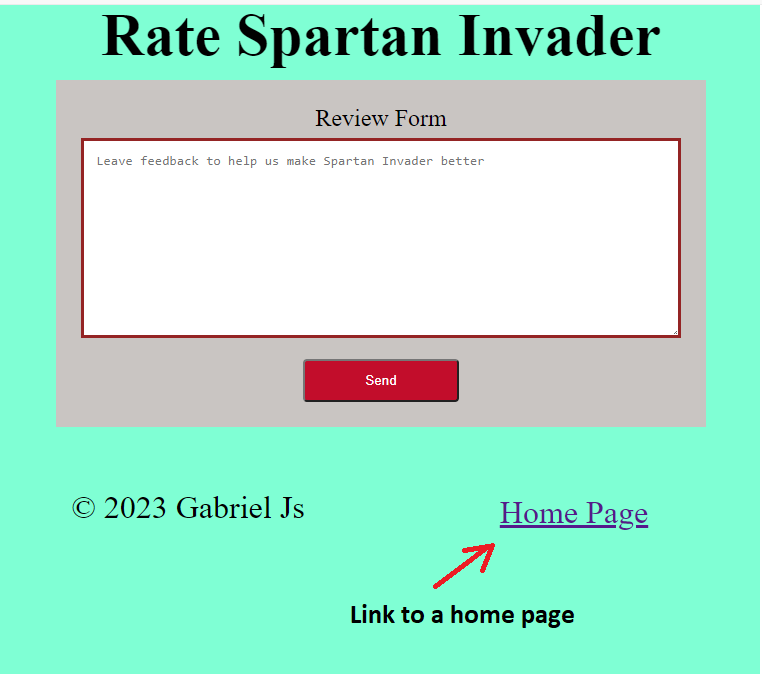 Rate Spartan Invader
Review Form
Leave feedback to help us make Spartan Invader better
Send
© 2023 Gabriel Js
Home Page
Link to a home page